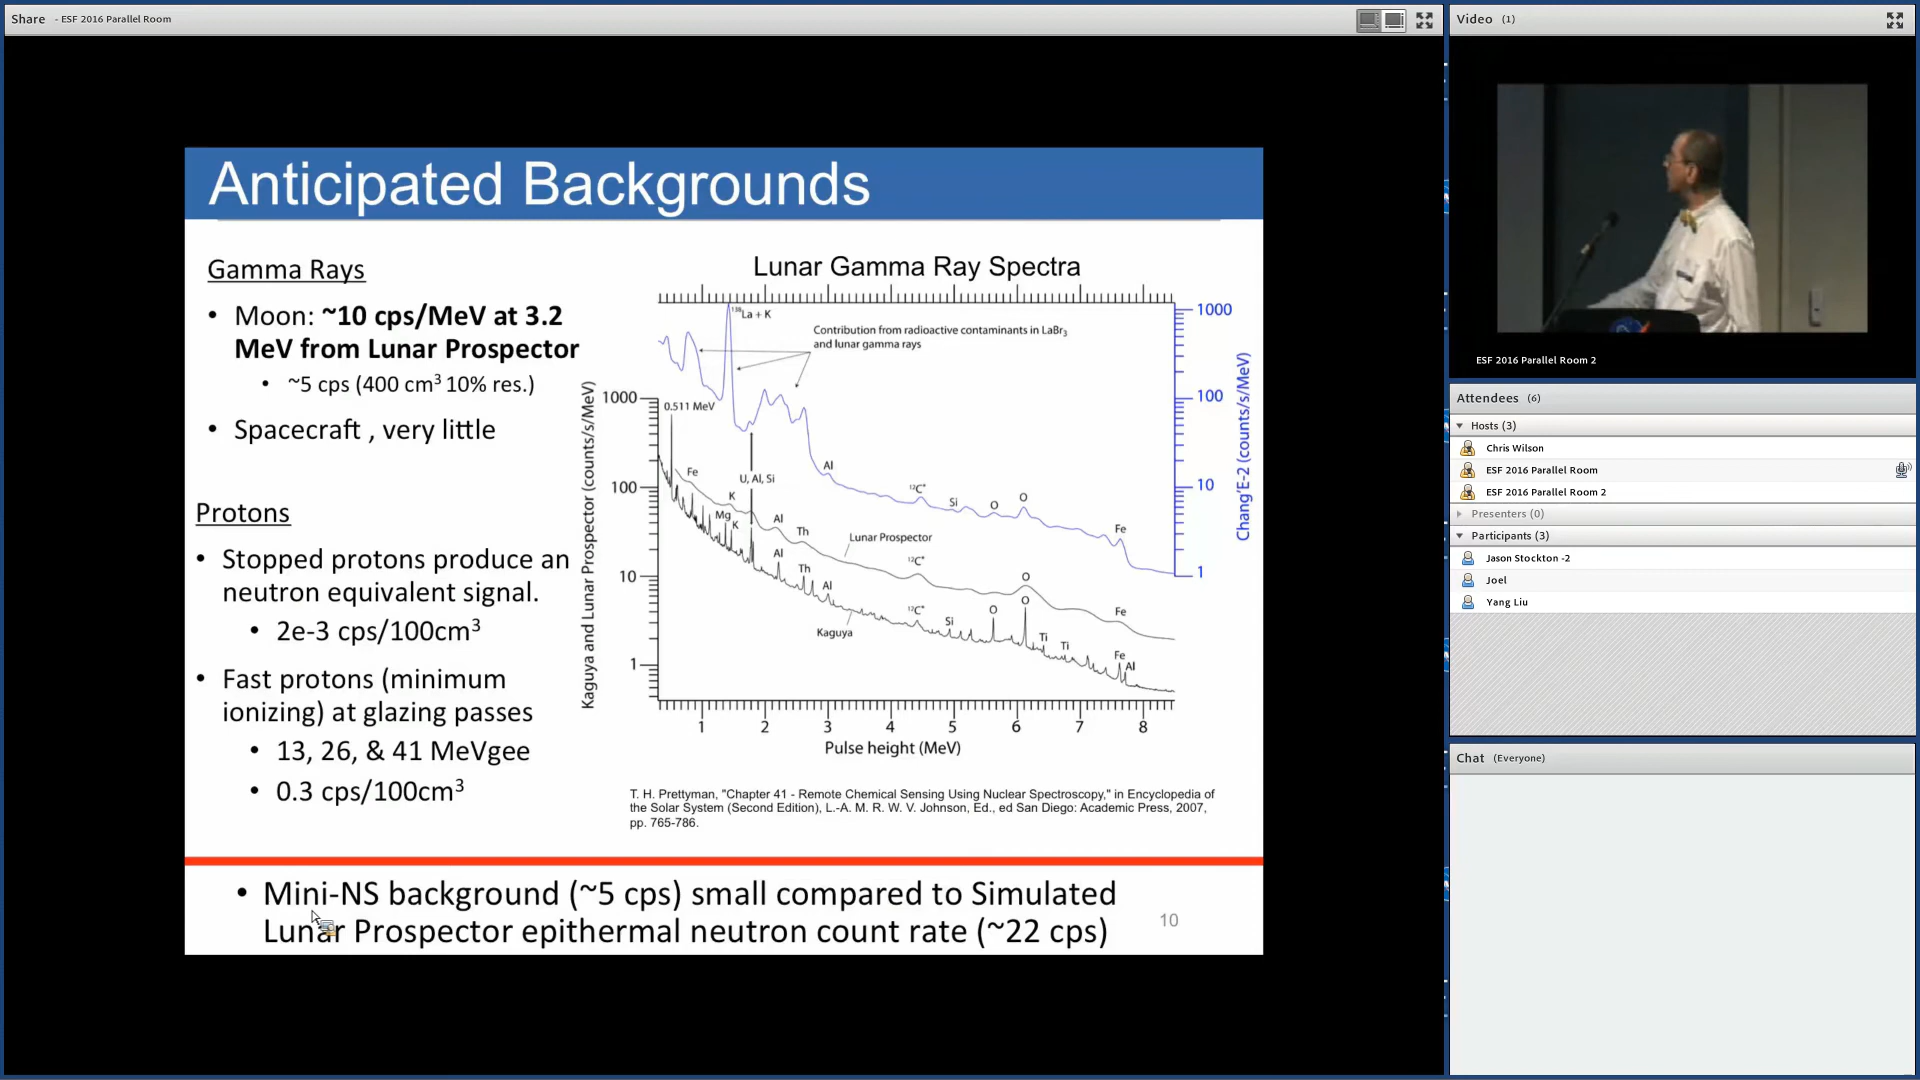 Share - ESF 2016 Parallel Room
Anticipated Backgrounds
Gamma Rays
• Moon: ~10 cps/MeV at 3.2
MeV from Lunar Prospector
• ~5 cps (400 cm³ 10% res.)
• Spacecraft , very little
Protons
• Stopped protons produce an
neutron equivalent signal.
• 2e-3 cps/100cm³
• Fast protons (minimum
ionizing) at glazing passes
• 13, 26, & 41 MeVgee
• 0.3 cps/100cm³
Lunar Gamma Ray Spectra
¹³⁸La + K
Contribution from radioactive contaminants in LaBr₃
and lunar gamma rays
Kaguya and Lunar Prospector (counts/s/MeV)
1000
100
10
1
0.511 MeV
Fe
K
U, Al, Si
Al
Th
Lunar Prospector
¹²C*
O
Fe
Mg
K
Al
Th
Al
Kaguya
¹²C*
Si
O
O
Ti
Ti
Fe
Al
Al
¹²C*
Si
O
O
Fe
1000
100
10
1
Chang'E-2 (counts/s/MeV)
1 2 3 4 5 6 7 8
Pulse height (MeV)
T. H. Prettyman, "Chapter 41 - Remote Chemical Sensing Using Nuclear Spectroscopy," in Encyclopedia of
the Solar System (Second Edition), L.-A. M. R. W. V. Johnson, Ed., ed San Diego: Academic Press, 2007,
pp. 765-786.
• Mini-NS background (~5 cps) small compared to Simulated
Lunar Prospector epithermal neutron count rate (~22 cps)
10
Video (1)
ESF 2016 Parallel Room 2
Attendees (6)
Hosts (3)
Chris Wilson
ESF 2016 Parallel Room
ESF 2016 Parallel Room 2
Presenters (0)
Participants (3)
Jason Stockton -2
Joel
Yang Liu
Chat (Everyone)